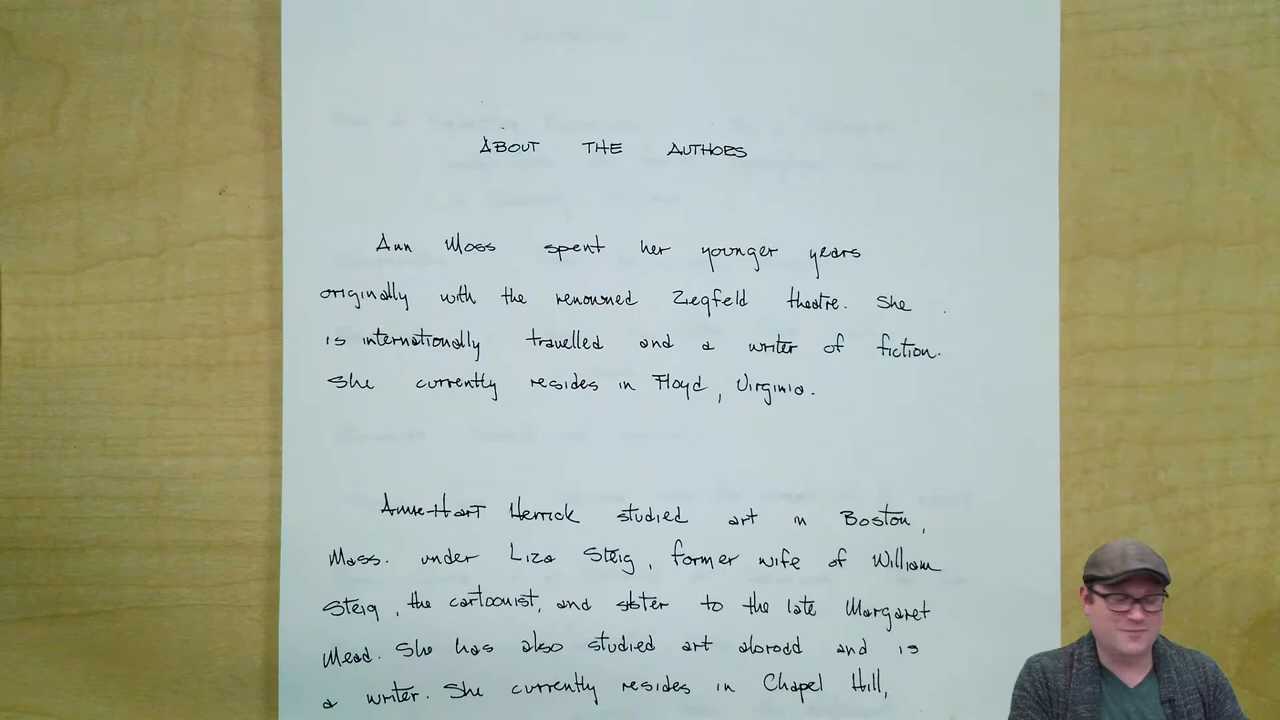 ABOUT THE AUTHORS
Ann Moss spent her younger years
originally with the renowned Ziegfeld theatre. She
is internationally travelled and a writer of fiction.
She currently resides in Floyd, Virginia.
Anne-Hart Herrick studied art in Boston,
Mass. under Liza Steig, former wife of William
Steig, the cartoonist, and sister to the late Margaret
Mead. She has also studied art abroad and is
a writer. She currently resides in Chapel Hill,